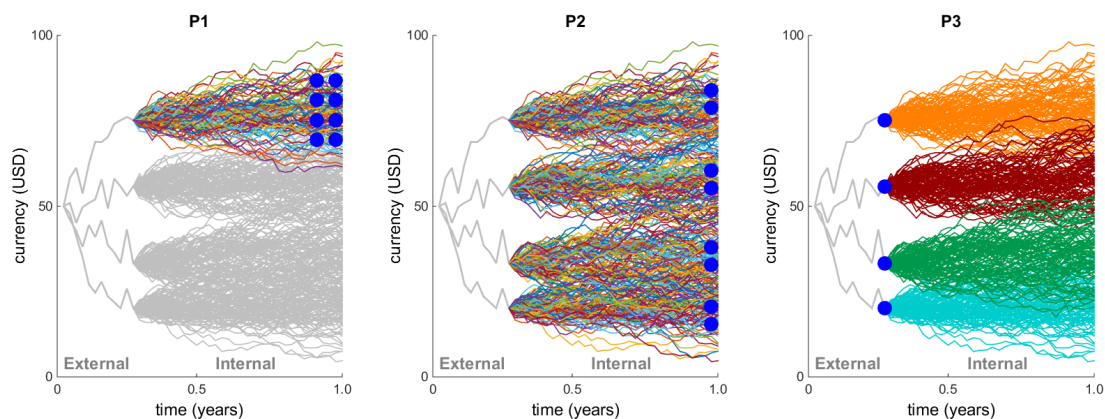 P1
100
50
0
currency (USD)
External
Internal
0
0.5
1.0
time (years)
P2
100
50
0
currency (USD)
External
Internal
0
0.5
1.0
time (years)
P3
100
50
0
currency (USD)
External
Internal
0
0.5
1.0
time (years)